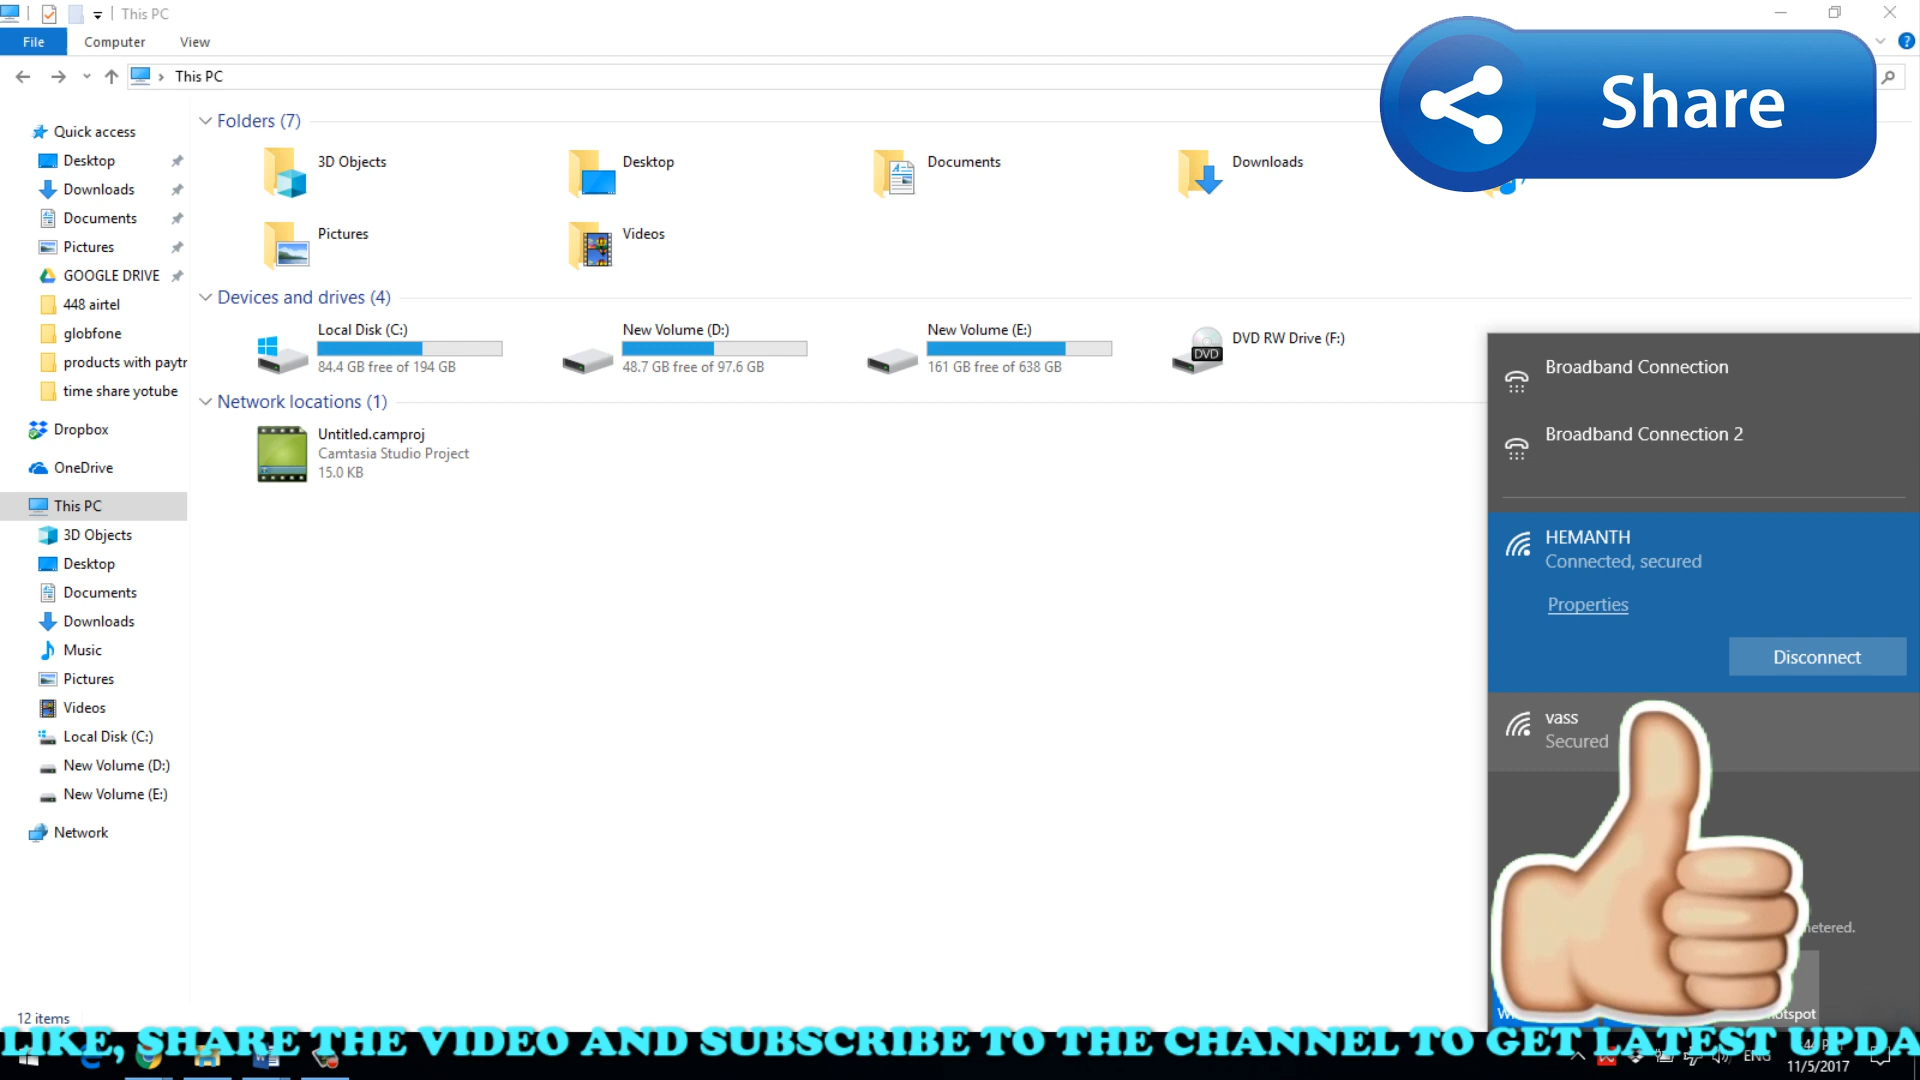 This PC
File Computer View
This PC
Share
Quick access
Desktop
Downloads
Documents
Pictures
GOOGLE DRIVE
448 airtel
globfone
products with paytr
time share yotube
Dropbox
OneDrive
This PC
3D Objects
Desktop
Documents
Downloads
Music
Pictures
Videos
Local Disk (C:)
New Volume (D:)
New Volume (E:)
Network
12 items
Folders (7)
3D Objects
Desktop
Documents
Downloads
Pictures
Videos
Devices and drives (4)
Local Disk (C:)
84.4 GB free of 194 GB
New Volume (D:)
48.7 GB free of 97.6 GB
New Volume (E:)
161 GB free of 638 GB
DVD RW Drive (F:)
DVD
Network locations (1)
Untitled.camproj
Camtasia Studio Project
15.0 KB
Broadband Connection
Broadband Connection 2
HEMANTH
Connected, secured
Properties
Disconnect
vass
Secured
etered.
otspot
LIKE, SHARE THE VIDEO AND SUBSCRIBE TO THE CHANNEL TO GET LATEST UPDA
ENG
11/5/2017